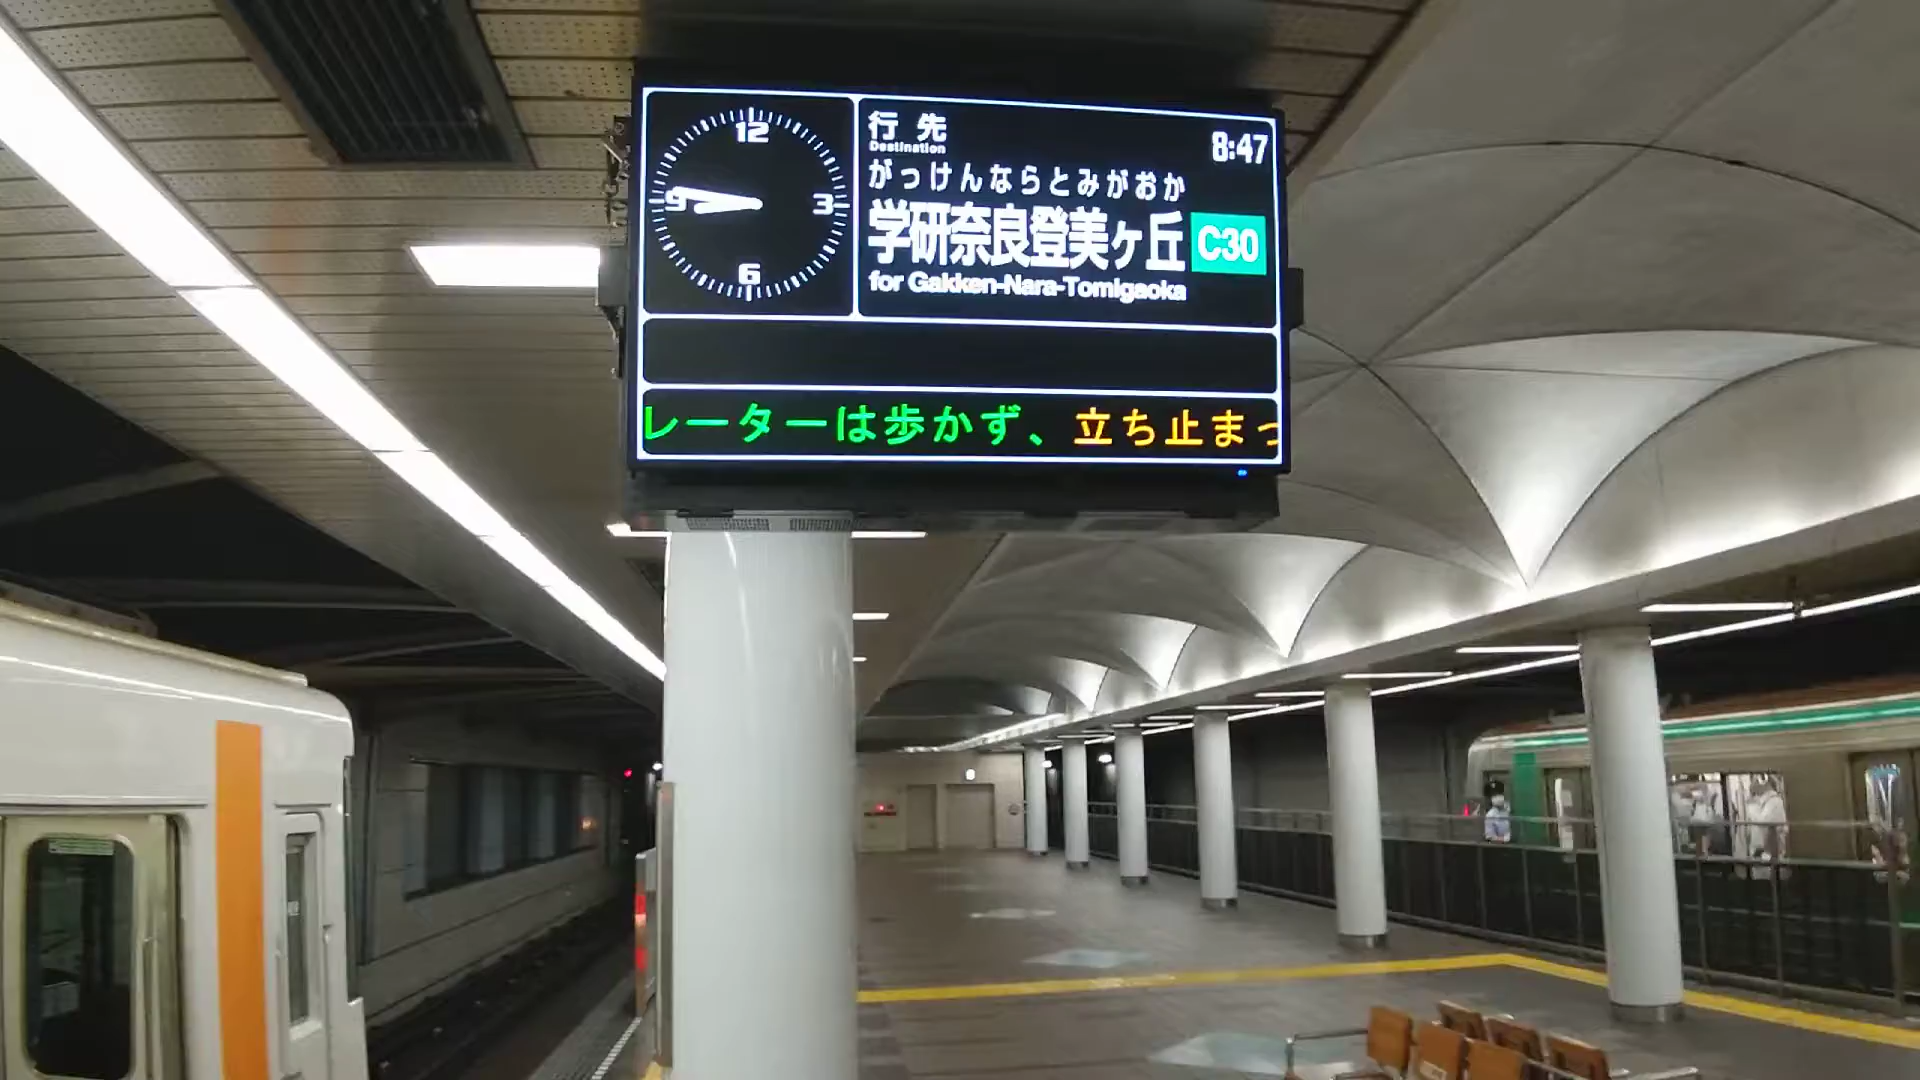 12
3
6
9
行先
Destination
8:47
がっけんならとみがおか
学研奈良登美ヶ丘 C30
for Gakken-Nara-Tomigaoka
レーターは歩かず、立ち止まっ